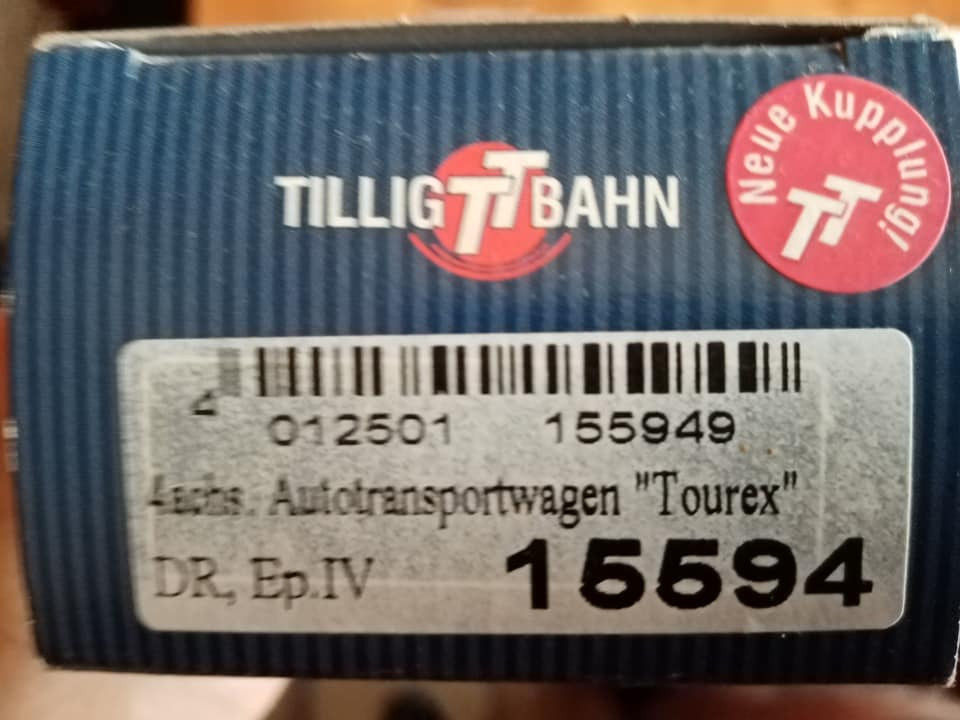 Neue Kupplung!
TT
TILLIG TT BAHN
4 012501 155949
4achs. Autotransportwagen "Tourex"
DR, Ep.IV 15594